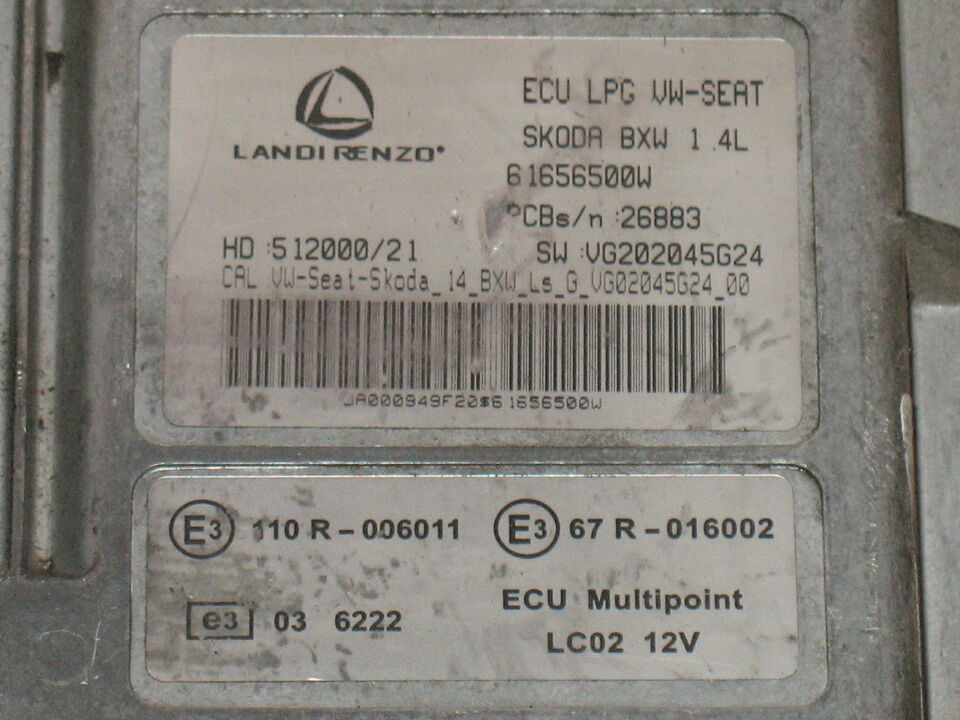 LANDI RENZO®
ECU LPG VW-SEAT
SKODA BXW 1.4L
61656500W
PCBs/n:26883
HD:512000/21 SW:VG202045G24
CAL VW-Seat-Skoda_14_BXW_Ls_G_VG02045G24_00
JA000949F20$61656500W
E3 110 R-006011
E3 67 R-016002
e3 03 6222
ECU Multipoint
LC02 12V